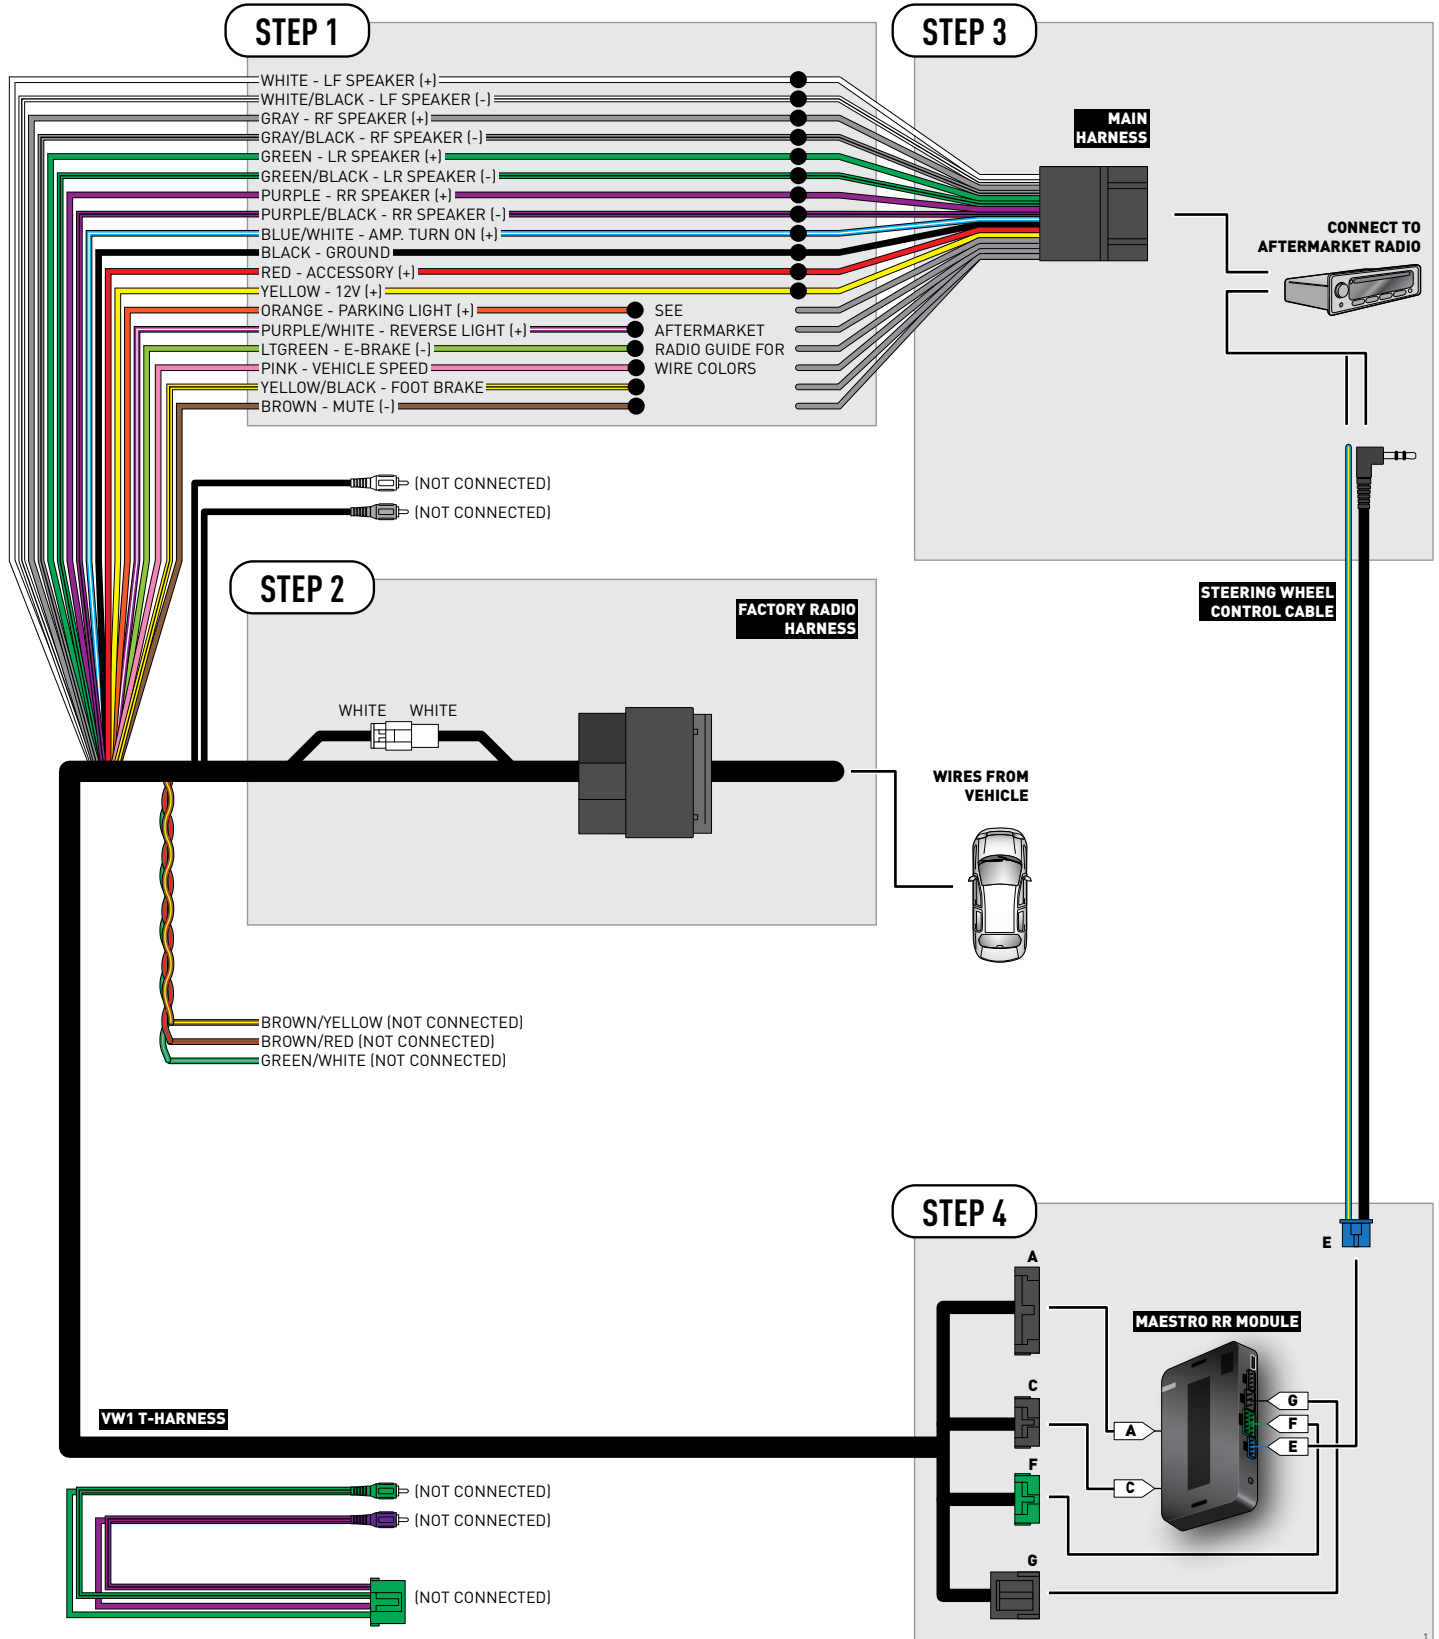 STEP 1
WHITE - LF SPEAKER (+)
WHITE/BLACK - LF SPEAKER (-)
GRAY - RF SPEAKER (+)
GRAY/BLACK - RF SPEAKER (-)
GREEN - LR SPEAKER (+)
GREEN/BLACK - LR SPEAKER (-)
PURPLE - RR SPEAKER (+)
PURPLE/BLACK - RR SPEAKER (-)
BLUE/WHITE - AMP. TURN ON (+)
BLACK - GROUND
RED - ACCESSORY (+)
YELLOW - 12V (+)
ORANGE - PARKING LIGHT (+)
PURPLE/WHITE - REVERSE LIGHT (+)
LTGREEN - E-BRAKE (-)
PINK - VEHICLE SPEED
YELLOW/BLACK - FOOT BRAKE
BROWN - MUTE (-)
SEE
AFTERMARKET
RADIO GUIDE FOR
WIRE COLORS
(NOT CONNECTED)
(NOT CONNECTED)
STEP 3
MAIN
HARNESS
CONNECT TO
AFTERMARKET RADIO
STEERING WHEEL
CONTROL CABLE
STEP 2
FACTORY RADIO
HARNESS
WHITE WHITE
WIRES FROM
VEHICLE
BROWN/YELLOW (NOT CONNECTED)
BROWN/RED (NOT CONNECTED)
GREEN/WHITE (NOT CONNECTED)
STEP 4
E
A
MAESTRO RR MODULE
C
G
F
A
E
F
C
G
VW1 T-HARNESS
(NOT CONNECTED)
(NOT CONNECTED)
(NOT CONNECTED)
1